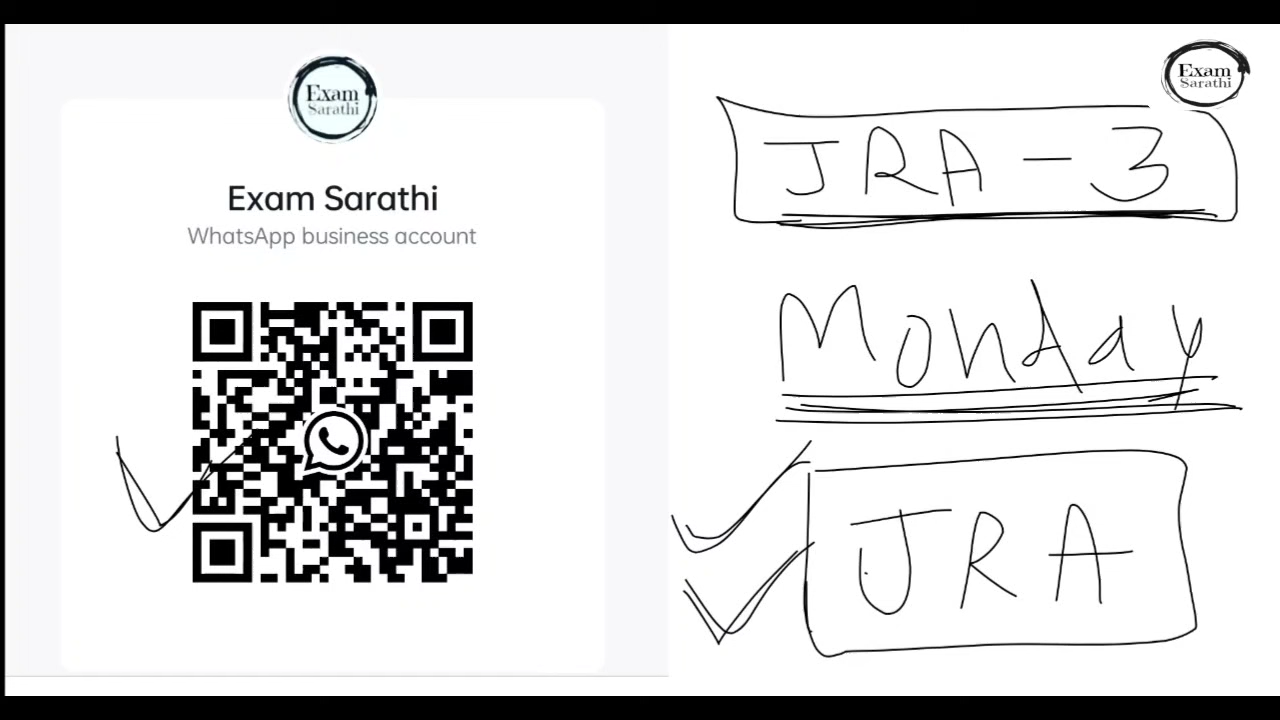 Exam
Sarathi
Exam Sarathi
WhatsApp business account
Exam
Sarathi
JRA - 3
Monday
JRA